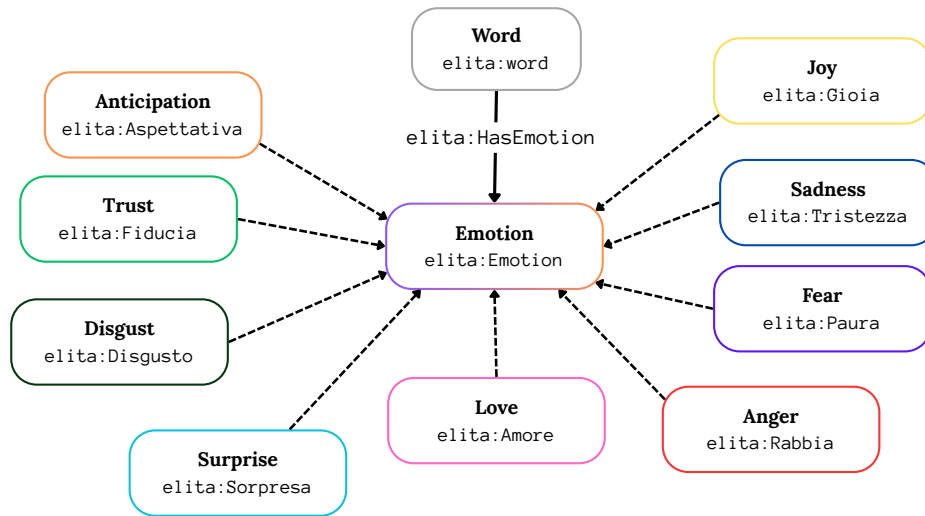 Word
elita:word
Joy
elita:Gioia
Anticipation
elita:Aspettativa
elita:HasEmotion
Sadness
elita:Tristezza
Trust
elita:Fiducia
Emotion
elita:Emotion
Fear
elita:Paura
Disgust
elita:Disgusto
Love
elita:Amore
Anger
elita:Rabbia
Surprise
elita:Sorpresa